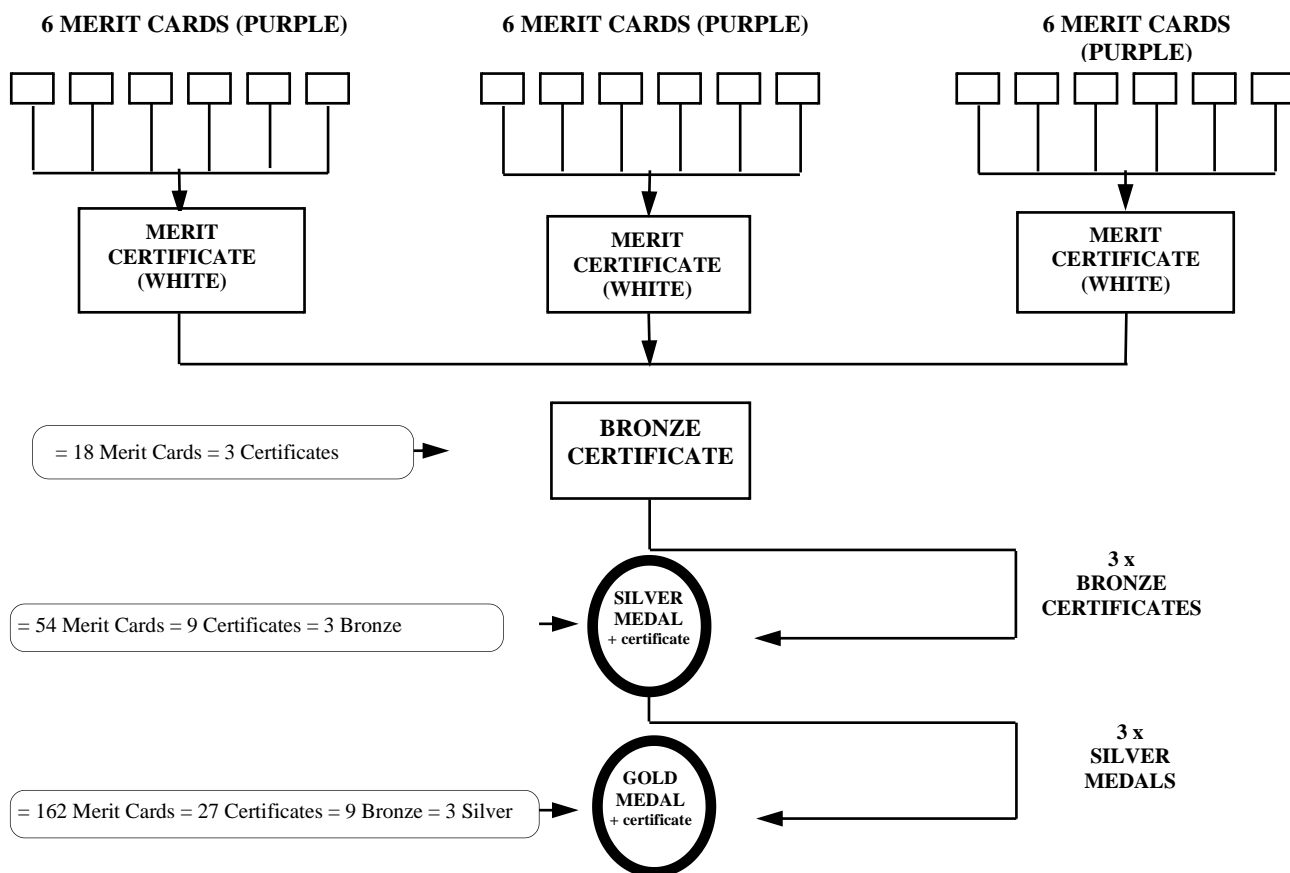 6 MERIT CARDS (PURPLE)
6 MERIT CARDS (PURPLE)
6 MERIT CARDS
(PURPLE)
MERIT
CERTIFICATE
(WHITE)
MERIT
CERTIFICATE
(WHITE)
MERIT
CERTIFICATE
(WHITE)
= 18 Merit Cards = 3 Certificates
BRONZE
CERTIFICATE
3 x
BRONZE
CERTIFICATES
= 54 Merit Cards = 9 Certificates = 3 Bronze
SILVER
MEDAL
+ certificate
3 x
SILVER
MEDALS
= 162 Merit Cards = 27 Certificates = 9 Bronze = 3 Silver
GOLD
MEDAL
+ certificate